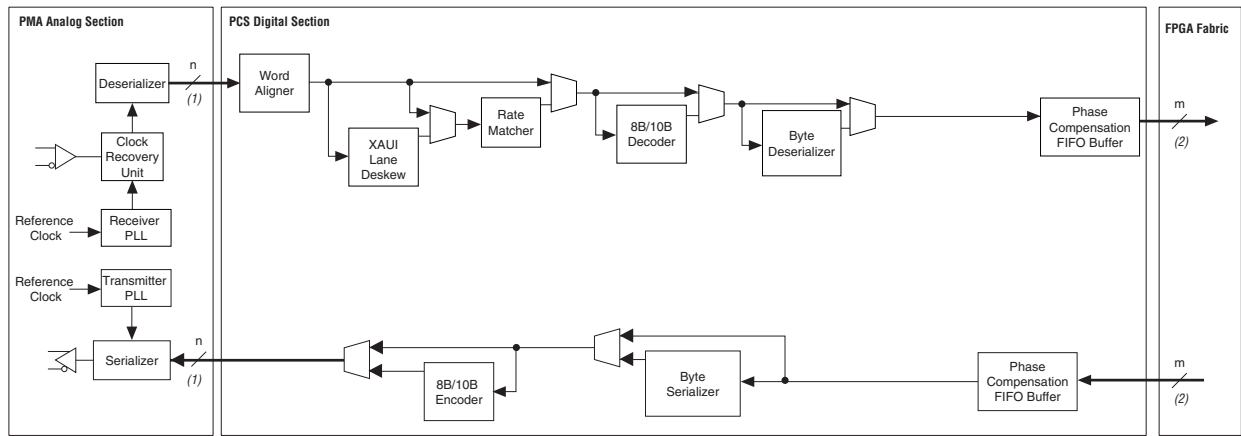 PMA Analog Section
PCS Digital Section
FPGA Fabric
Deserializer
n
(1)
Word
Aligner
XAUI
Lane
Deskew
Rate
Matcher
8B/10B
Decoder
Byte
Deserializer
Phase
Compensation
FIFO Buffer
m
(2)
Clock
Recovery
Unit
Reference
Clock
Receiver
PLL
Reference
Clock
Transmitter
PLL
Serializer
n
(1)
8B/10B
Encoder
Byte
Serializer
Phase
Compensation
FIFO Buffer
m
(2)